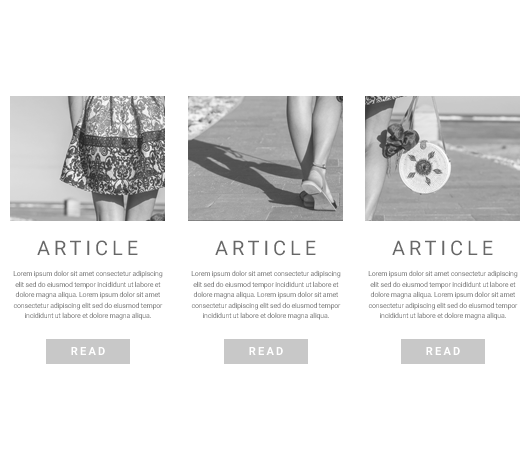 ARTICLE
Lorem ipsum dolor sit amet consectetur adipiscing
elit sed do eiusmod tempor incididunt ut labore et
dolore magna aliqua. Lorem ipsum dolor sit amet
consectetur adipiscing elit sed do eiusmod tempor
incididunt ut labore et dolore magna aliqua.
READ
ARTICLE
Lorem ipsum dolor sit amet consectetur adipiscing
elit sed do eiusmod tempor incididunt ut labore et
dolore magna aliqua. Lorem ipsum dolor sit amet
consectetur adipiscing elit sed do eiusmod tempor
incididunt ut labore et dolore magna aliqua.
READ
ARTICLE
Lorem ipsum dolor sit amet consectetur adipiscing
elit sed do eiusmod tempor incididunt ut labore et
dolore magna aliqua. Lorem ipsum dolor sit amet
consectetur adipiscing elit sed do eiusmod tempor
incididunt ut labore et dolore magna aliqua.
READ